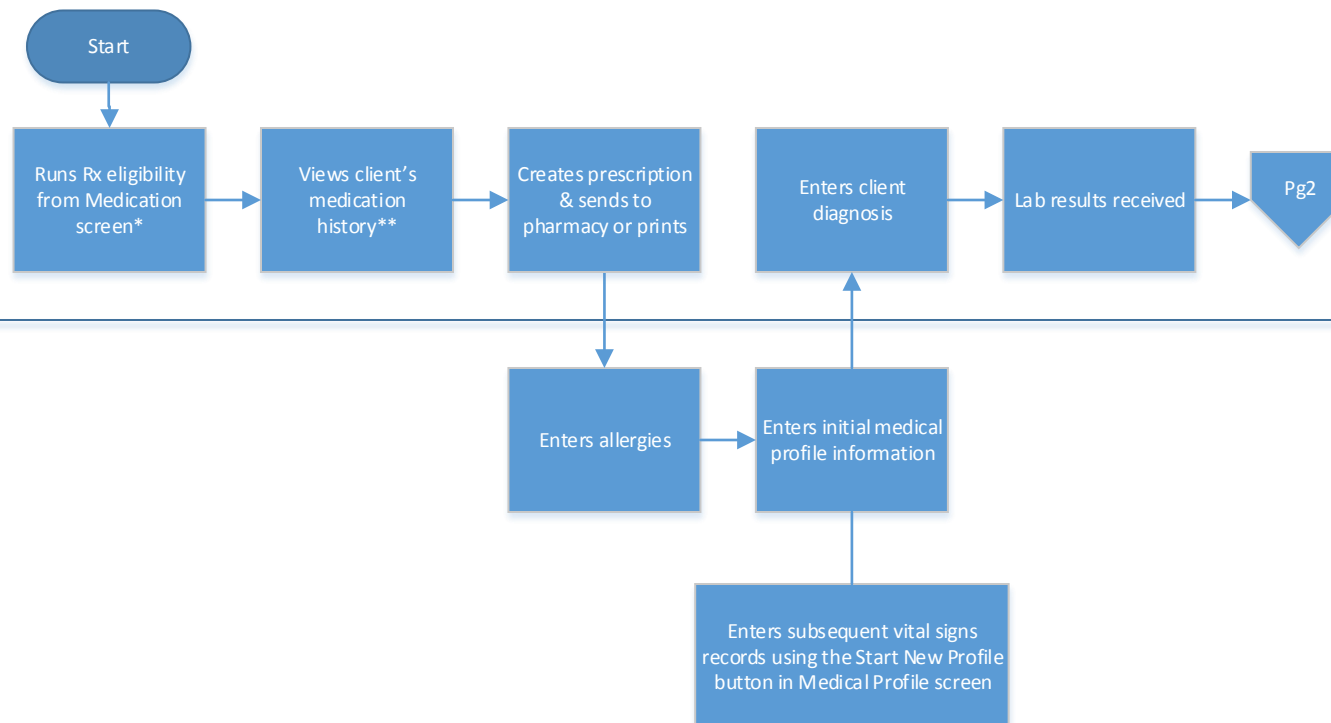 Start
Runs Rx eligibility
from Medication
screen*
Views client’s
medication
history**
Creates prescription
& sends to
pharmacy or prints
Enters client
diagnosis
Lab results received
Pg2
Enters allergies
Enters initial medical
profile information
Enters subsequent vital signs
records using the Start New Profile
button in Medical Profile screen